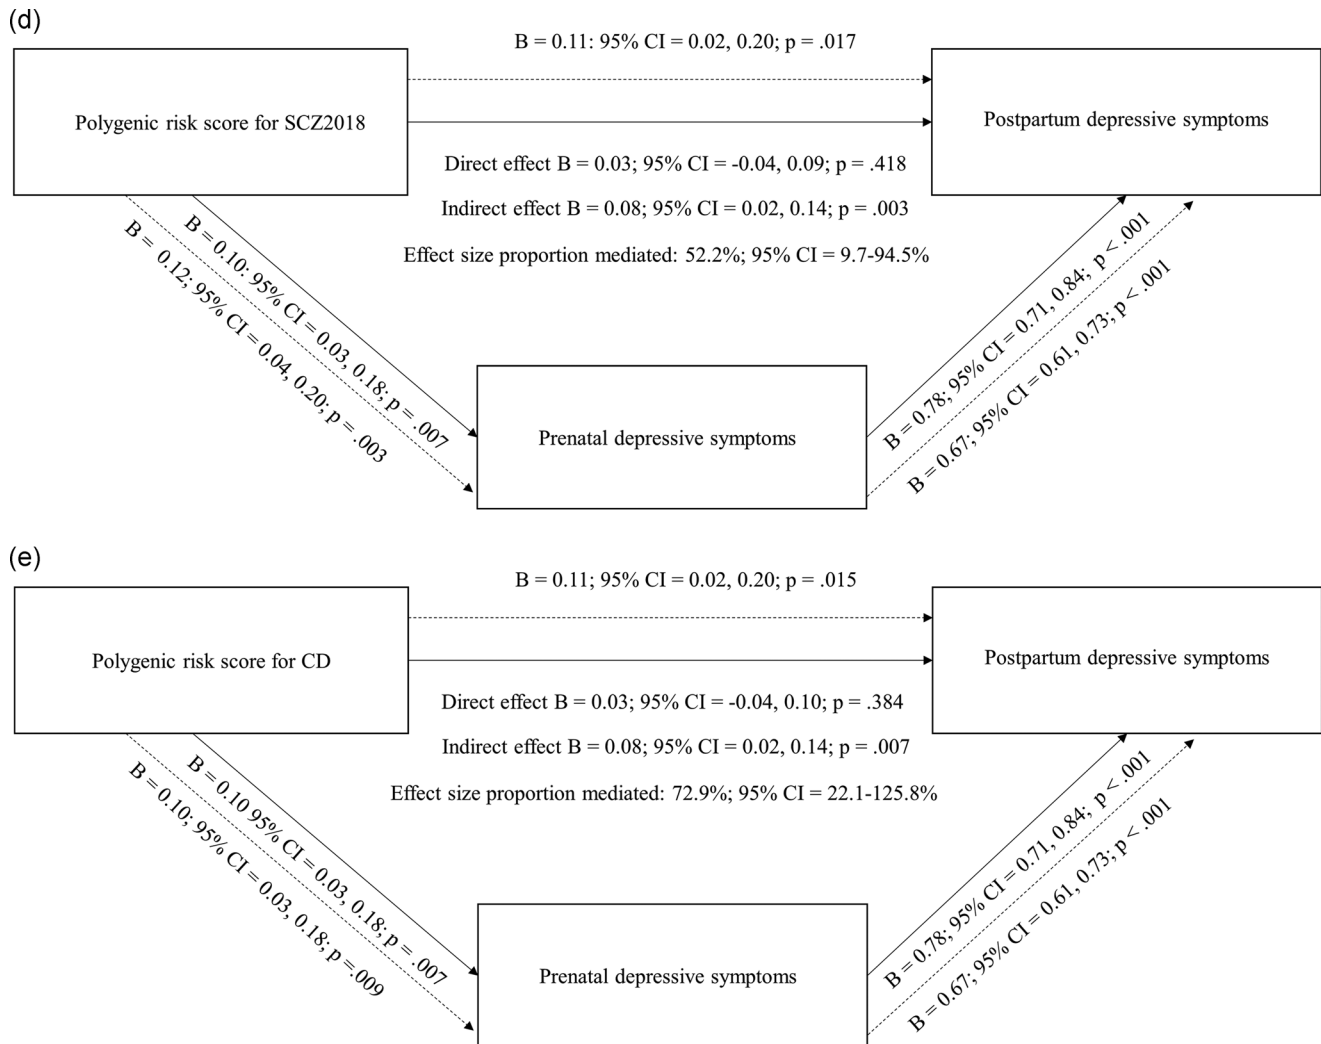 (d)
B = 0.11: 95% CI = 0.02, 0.20; p = .017
Polygenic risk score for SCZ2018
Postpartum depressive symptoms
Direct effect B = 0.03; 95% CI = -0.04, 0.09; p = .418
Indirect effect B = 0.08; 95% CI = 0.02, 0.14; p = .003
Effect size proportion mediated: 52.2%; 95% CI = 9.7-94.5%
B = 0.10: 95% CI = 0.03, 0.18; p = .007
B = 0.12; 95% CI = 0.04, 0.20; p = .003
Prenatal depressive symptoms
B = 0.78; 95% CI = 0.71, 0.84; p < .001
B = 0.67; 95% CI = 0.61, 0.73; p < .001
(e)
B = 0.11; 95% CI = 0.02, 0.20; p = .015
Polygenic risk score for CD
Postpartum depressive symptoms
Direct effect B = 0.03; 95% CI = -0.04, 0.10; p = .384
Indirect effect B = 0.08; 95% CI = 0.02, 0.14; p = .007
Effect size proportion mediated: 72.9%; 95% CI = 22.1-125.8%
B = 0.10 95% CI = 0.03, 0.18; p = .007
B = 0.10; 95% CI = 0.03, 0.18; p =.009
Prenatal depressive symptoms
B = 0.78; 95% CI = 0.71, 0.84; p < .001
B = 0.67; 95% CI = 0.61, 0.73; p < .001